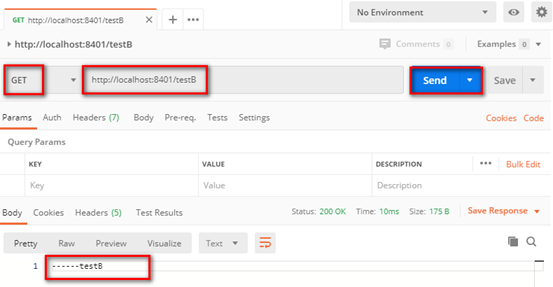 GET http://localhost:8401/testB × + ••• No Environment
http://localhost:8401/testB Comments 0 Examples 0
GET http://localhost:8401/testB Send Save
Params Auth Headers (7) Body Pre-req. Tests Settings Cookies Code
Query Params
KEY VALUE DESCRIPTION ••• Bulk Edit
Key Value Description
Body Cookies Headers (5) Test Results Status: 200 OK Time: 10ms Size: 175 B Save Response
Pretty Raw Preview Visualize Text
1 ------testB